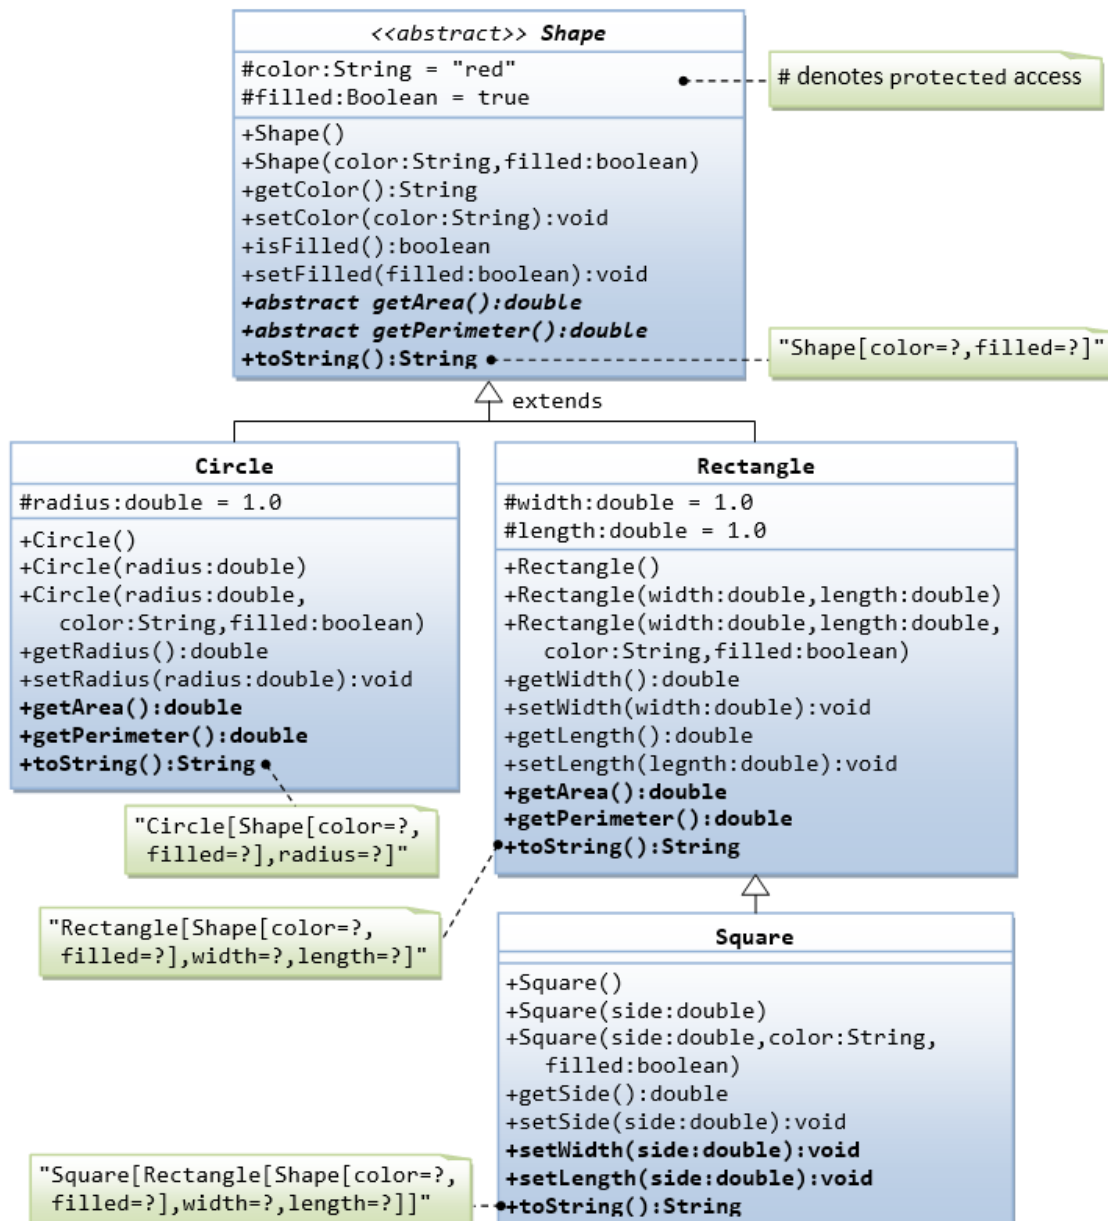 <<abstract>> Shape
#color:String = "red"
#filled:Boolean = true
# denotes protected access
+Shape()
+Shape(color:String,filled:boolean)
+getColor():String
+setColor(color:String):void
+isFilled():boolean
+setFilled(filled:boolean):void
+abstract getArea():double
+abstract getPerimeter():double
+toString():String
"Shape[color=?,filled=?]"
extends
Circle
#radius:double = 1.0
+Circle()
+Circle(radius:double)
+Circle(radius:double,
color:String,filled:boolean)
+getRadius():double
+setRadius(radius:double):void
+getArea():double
+getPerimeter():double
+toString():String
"Circle[Shape[color=?,
filled=?],radius=?]"
Rectangle
#width:double = 1.0
#length:double = 1.0
+Rectangle()
+Rectangle(width:double,length:double)
+Rectangle(width:double,length:double,
color:String,filled:boolean)
+getWidth():double
+setWidth(width:double):void
+getLength():double
+setLength(legnth:double):void
+getArea():double
+getPerimeter():double
+toString():String
"Rectangle[Shape[color=?,
filled=?],width=?,length=?]"
Square
+Square()
+Square(side:double)
+Square(side:double,color:String,
filled:boolean)
+getSide():double
+setSide(side:double):void
+setWidth(side:double):void
+setLength(side:double):void
+toString():String
"Square[Rectangle[Shape[color=?,
filled=?],width=?,length=?]]"